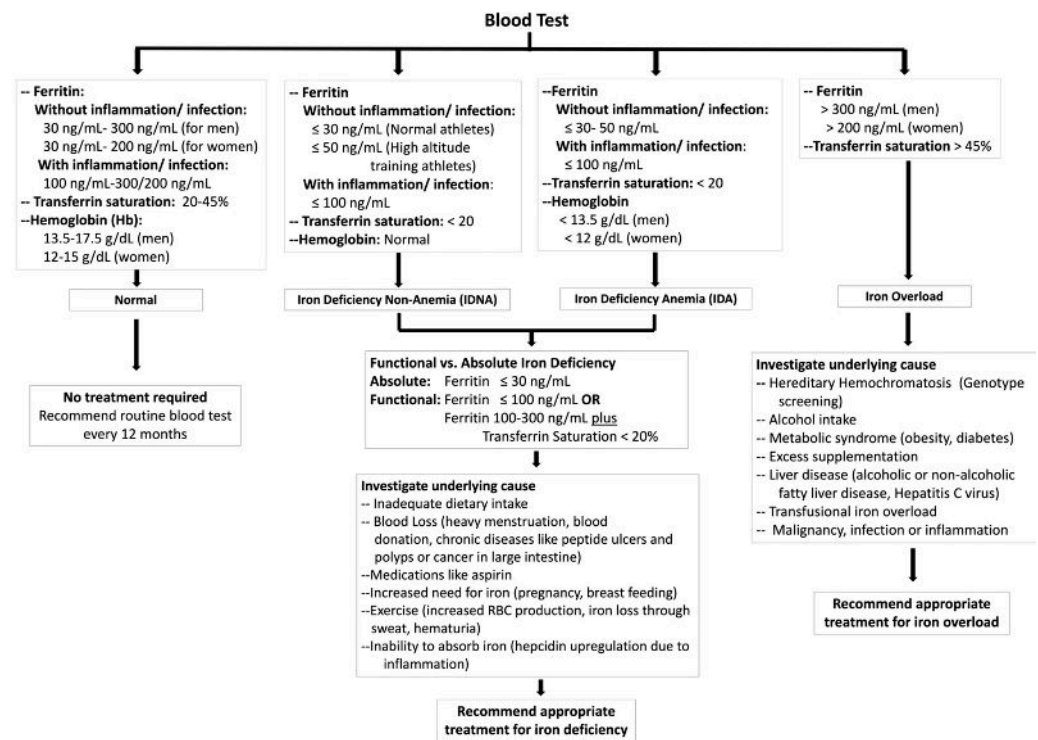 Blood Test
-- Ferritin:
Without inflammation/ infection:
30 ng/mL- 300 ng/mL (for men)
30 ng/mL- 200 ng/mL (for women)
With inflammation/ infection:
100 ng/mL-300/200 ng/mL
-- Transferrin saturation: 20-45%
--Hemoglobin (Hb):
13.5-17.5 g/dL (men)
12-15 g/dL (women)
Normal
No treatment required
Recommend routine blood test
every 12 months
-- Ferritin
Without inflammation/ infection:
≤ 30 ng/mL (Normal athletes)
≤ 50 ng/mL (High altitude
training athletes)
With inflammation/ infection:
≤ 100 ng/mL
-- Transferrin saturation: < 20
--Hemoglobin: Normal
Iron Deficiency Non-Anemia (IDNA)
--Ferritin
Without inflammation/ infection:
≤ 30- 50 ng/mL
With inflammation/ infection:
≤ 100 ng/mL
--Transferrin saturation: < 20
--Hemoglobin
< 13.5 g/dL (men)
< 12 g/dL (women)
Iron Deficiency Anemia (IDA)
Functional vs. Absolute Iron Deficiency
Absolute: Ferritin ≤ 30 ng/mL
Functional: Ferritin ≤ 100 ng/mL OR
Ferritin 100-300 ng/mL plus
Transferrin Saturation < 20%
Investigate underlying cause
-- Inadequate dietary intake
-- Blood Loss (heavy menstruation, blood
donation, chronic diseases like peptide ulcers and
polyps or cancer in large intestine)
--Medications like aspirin
--Increased need for iron (pregnancy, breast feeding)
--Exercise (increased RBC production, iron loss through
sweat, hematuria)
--Inability to absorb iron (hepcidin upregulation due to
inflammation)
Recommend appropriate
treatment for iron deficiency
-- Ferritin
> 300 ng/mL (men)
> 200 ng/mL (women)
--Transferrin saturation > 45%
Iron Overload
Investigate underlying cause
-- Hereditary Hemochromatosis (Genotype
screening)
-- Alcohol intake
-- Metabolic syndrome (obesity, diabetes)
-- Excess supplementation
-- Liver disease (alcoholic or non-alcoholic
fatty liver disease, Hepatitis C virus)
-- Transfusional iron overload
-- Malignancy, infection or inflammation
Recommend appropriate
treatment for iron overload